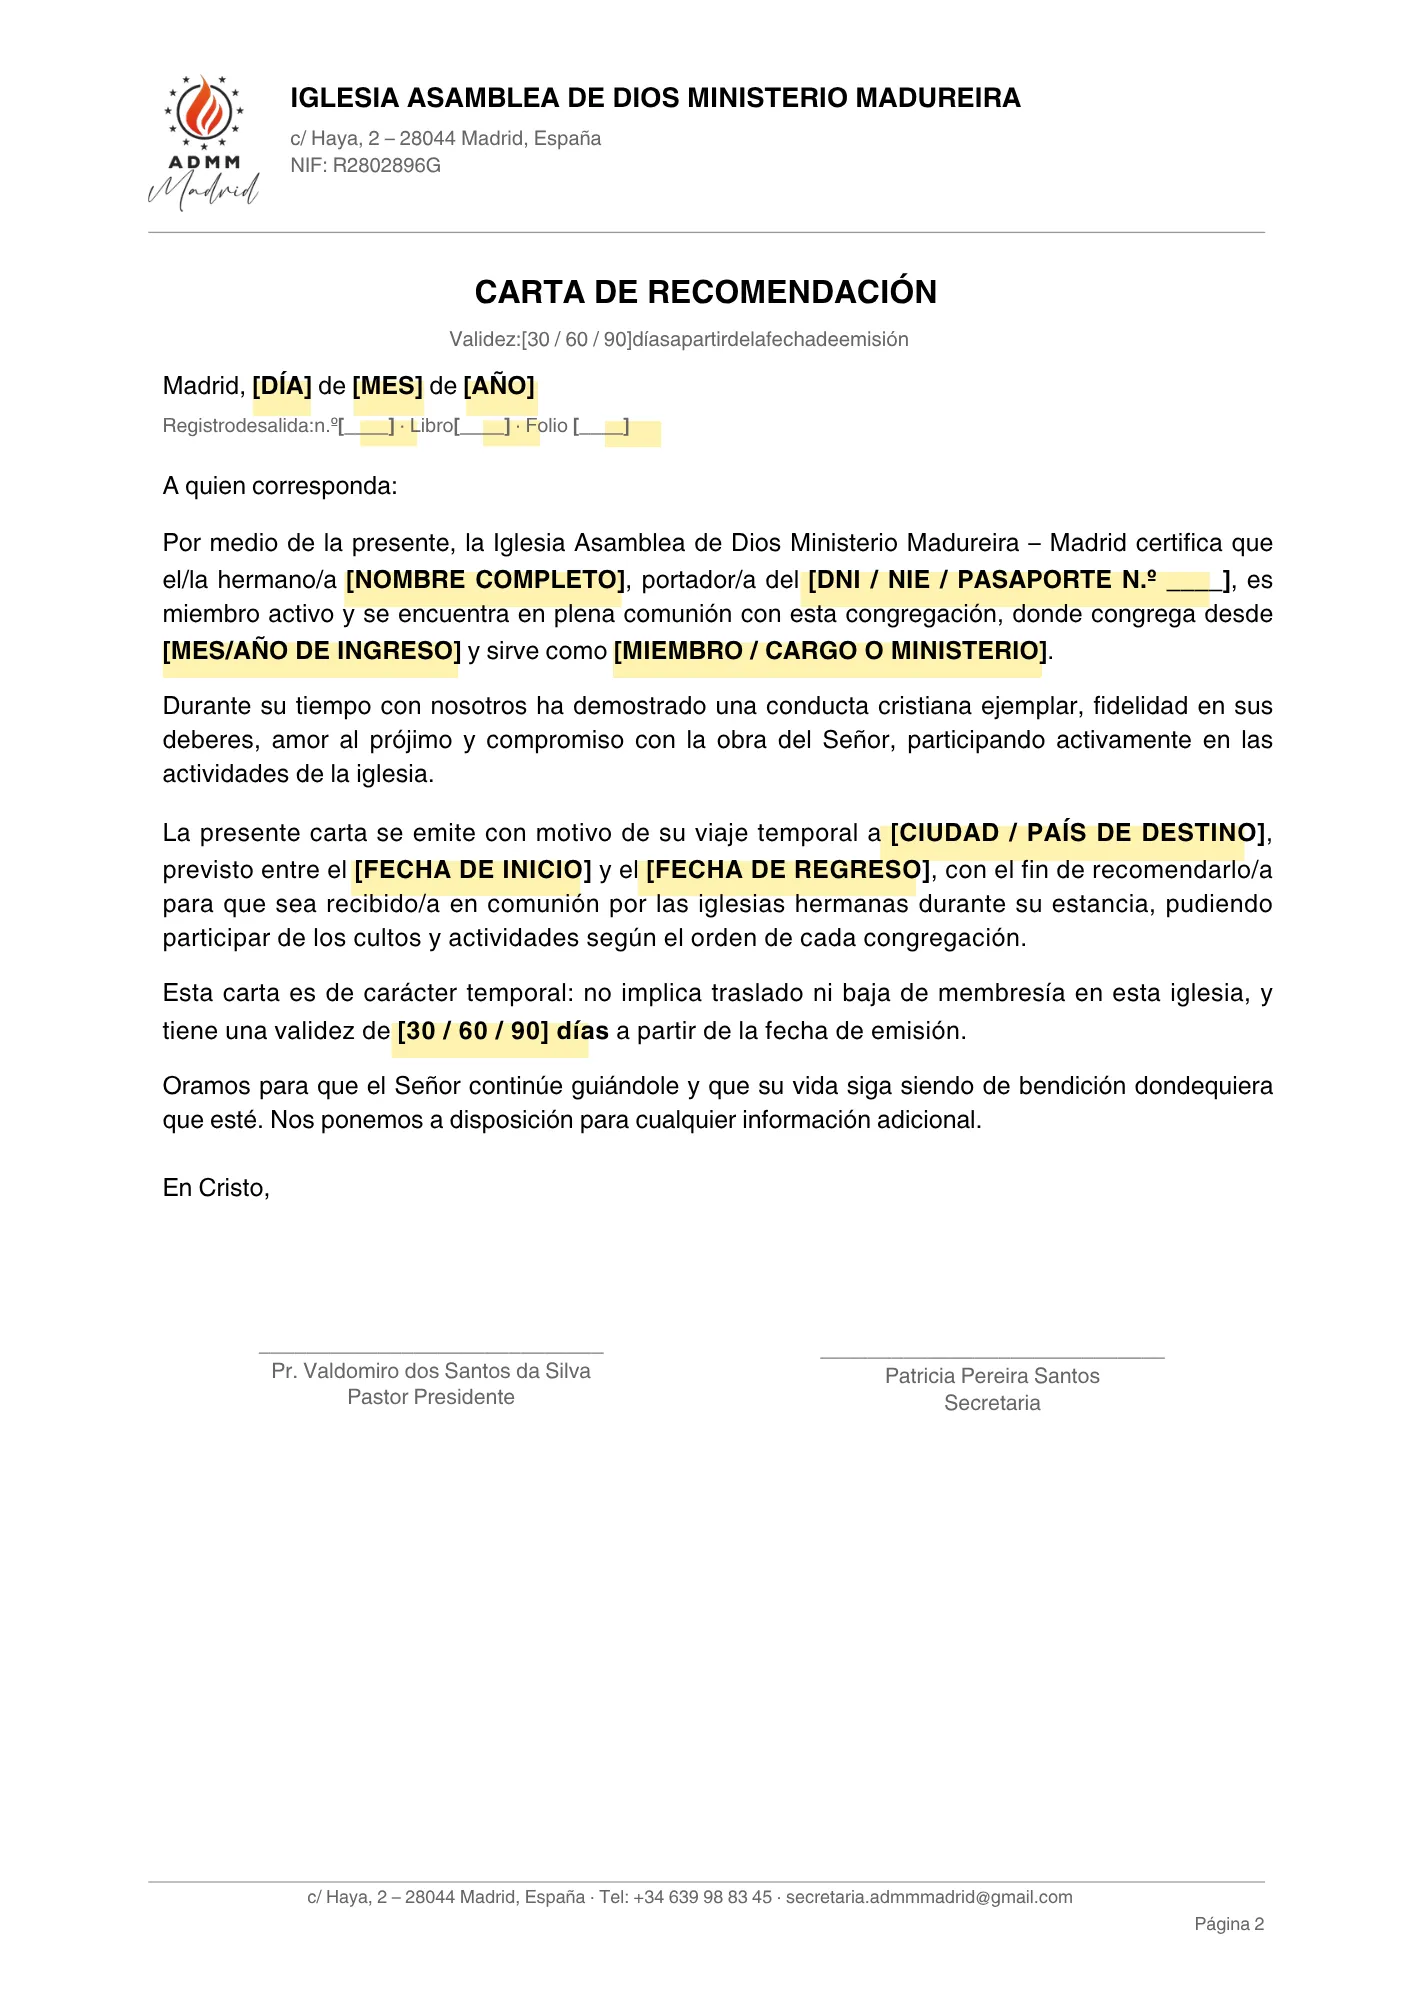 ADMM
Madrid
IGLESIA ASAMBLEA DE DIOS MINISTERIO MADUREIRA
c/ Haya, 2 – 28044 Madrid, España
NIF: R2802896G
CARTA DE RECOMENDACIÓN
Validez:[30 / 60 / 90]díasapartirdelafechadeemisión
Madrid, [DÍA] de [MES] de [AÑO]
Registrodesalida:n.º[____] · Libro[____] · Folio [____]
A quien corresponda:
Por medio de la presente, la Iglesia Asamblea de Dios Ministerio Madureira – Madrid certifica que
el/la hermano/a [NOMBRE COMPLETO], portador/a del [DNI / NIE / PASAPORTE N.º ____], es
miembro activo y se encuentra en plena comunión con esta congregación, donde congrega desde
[MES/AÑO DE INGRESO] y sirve como [MIEMBRO / CARGO O MINISTERIO].
Durante su tiempo con nosotros ha demostrado una conducta cristiana ejemplar, fidelidad en sus
deberes, amor al prójimo y compromiso con la obra del Señor, participando activamente en las
actividades de la iglesia.
La presente carta se emite con motivo de su viaje temporal a [CIUDAD / PAÍS DE DESTINO],
previsto entre el [FECHA DE INICIO] y el [FECHA DE REGRESO], con el fin de recomendarlo/a
para que sea recibido/a en comunión por las iglesias hermanas durante su estancia, pudiendo
participar de los cultos y actividades según el orden de cada congregación.
Esta carta es de carácter temporal: no implica traslado ni baja de membresía en esta iglesia, y
tiene una validez de [30 / 60 / 90] días a partir de la fecha de emisión.
Oramos para que el Señor continúe guiándole y que su vida siga siendo de bendición dondequiera
que esté. Nos ponemos a disposición para cualquier información adicional.
En Cristo,
Pr. Valdomiro dos Santos da Silva
Pastor Presidente
Patricia Pereira Santos
Secretaria
c/ Haya, 2 – 28044 Madrid, España · Tel: +34 639 98 83 45 · secretaria.admmmadrid@gmail.com
Página 2